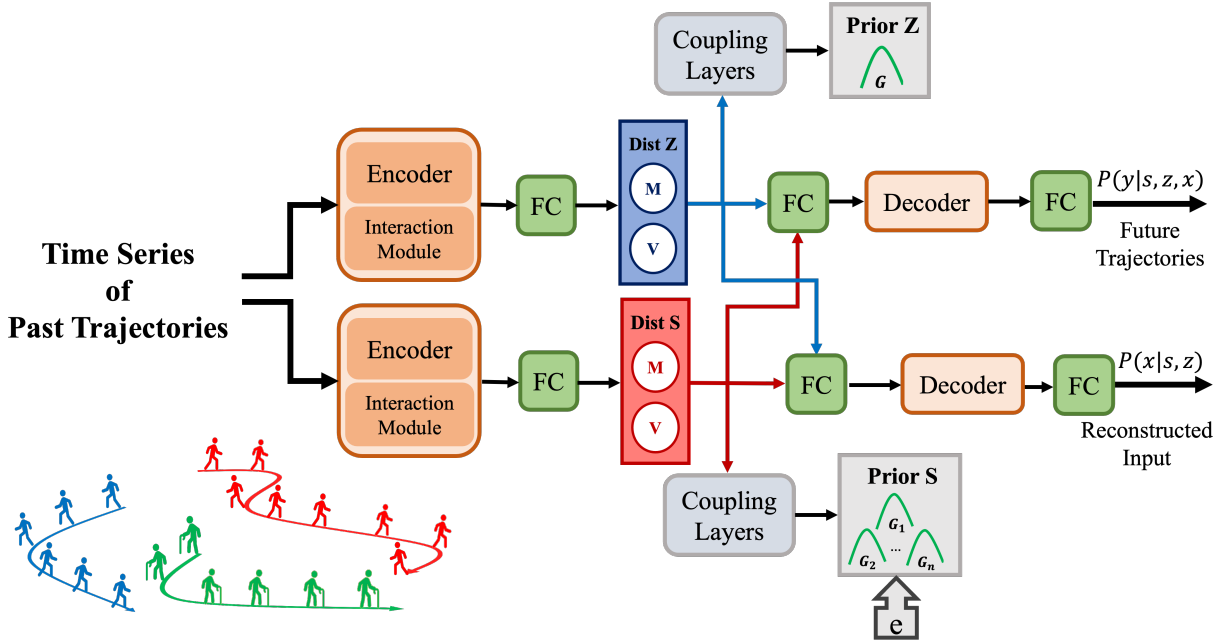 Time Series
of
Past Trajectories
Encoder
Interaction
Module
FC
Dist Z
M
V
Coupling
Layers
Prior Z
G
FC
Decoder
FC
P(y|s, z, x)
Future
Trajectories
Encoder
Interaction
Module
FC
Dist S
M
V
FC
Decoder
FC
P(x|s, z)
Reconstructed
Input
Coupling
Layers
Prior S
G₁
G₂ ... Gₙ
e